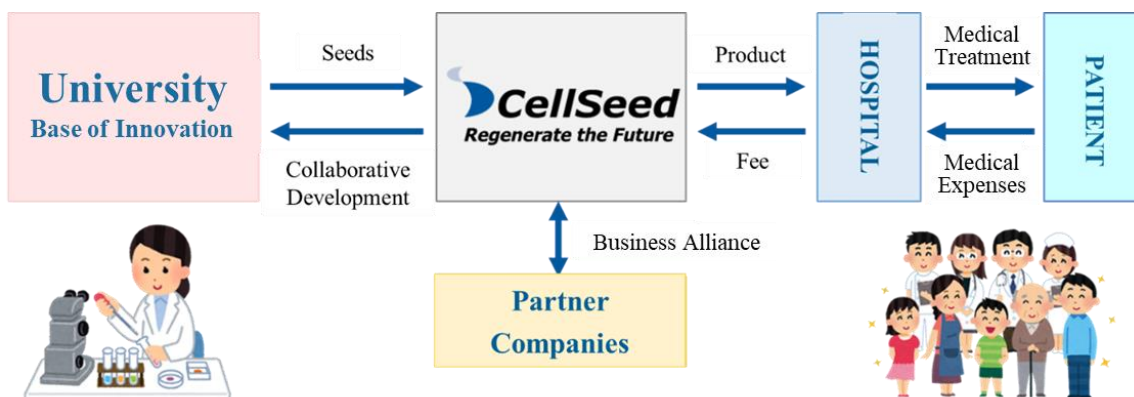 University
Base of Innovation
Seeds
Collaborative
Development
CellSeed
Regenerate the Future
Product
Fee
HOSPITAL
Medical
Treatment
Medical
Expenses
PATIENT
Business Alliance
Partner
Companies